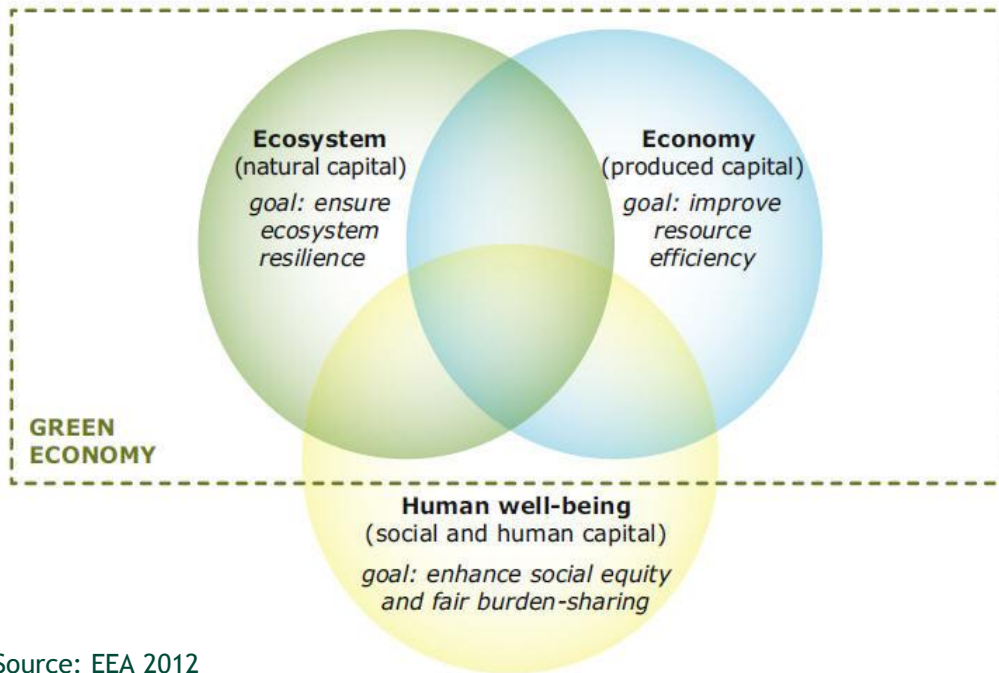 Ecosystem
(natural capital)
goal: ensure
ecosystem
resilience
Economy
(produced capital)
goal: improve
resource
efficiency
GREEN
ECONOMY
Human well-being
(social and human capital)
goal: enhance social equity
and fair burden-sharing
Source: EEA 2012